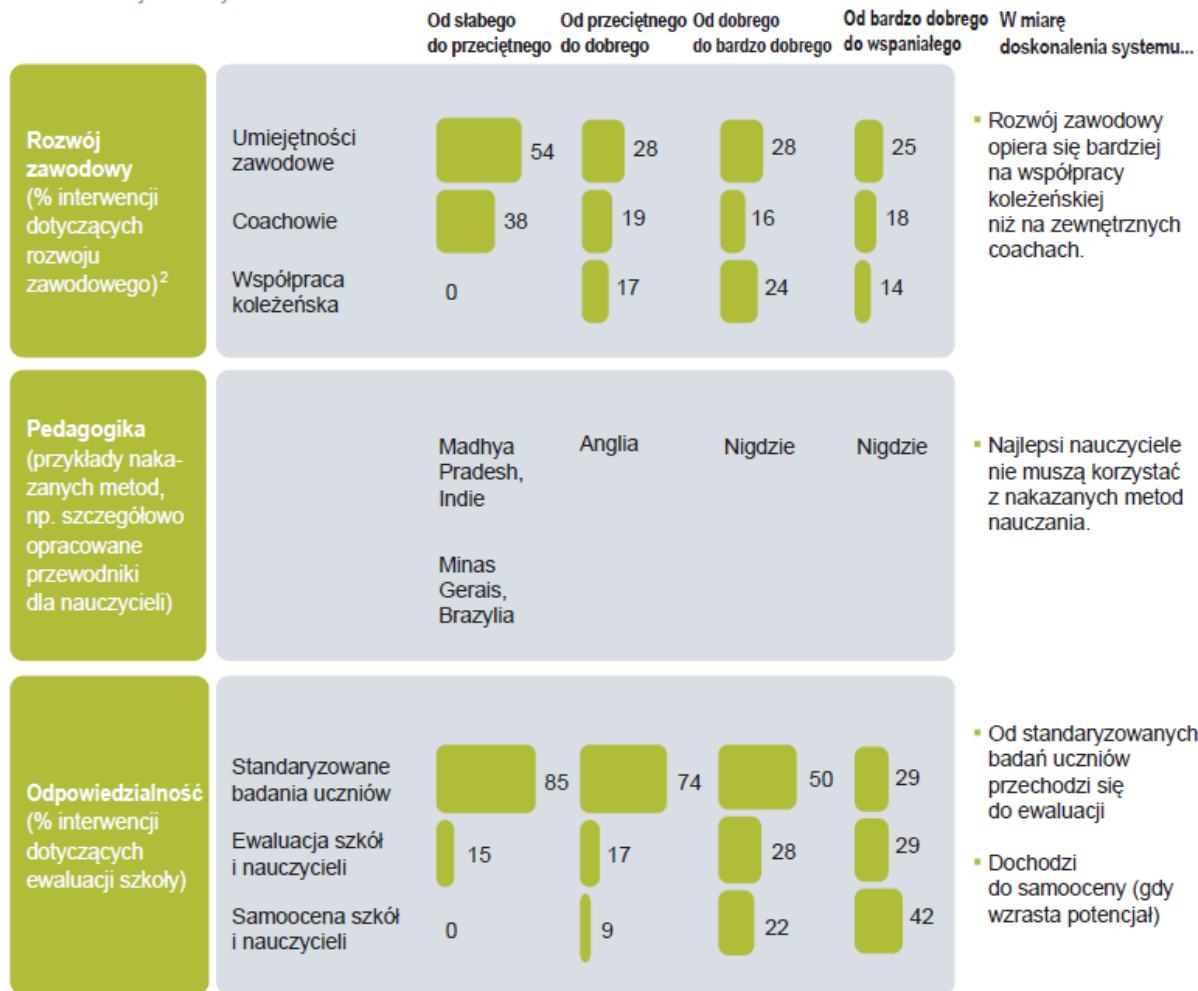 Od słabego
do przeciętnego
Od przeciętnego
do dobrego
Od dobrego
do bardzo dobrego
Od bardzo dobrego
do wspaniałego
W miarę
doskonalenia systemu...
Rozwój
zawodowy
(% interwencji
dotyczących
rozwoju
zawodowego)²
Umiejętności
zawodowe
54
28
28
25
Coachowie
38
19
16
18
Współpraca
koleżeńska
0
17
24
14
▪ Rozwój zawodowy
opiera się bardziej
na współpracy
koleżeńskiej
niż na zewnętrznych
coachach.
Pedagogika
(przykłady naka-
zanych metod,
np. szczegółowo
opracowane
przewodniki
dla nauczycieli)
Madhya
Pradesh,
Indie
Minas
Gerais,
Brazylia
Anglia
Nigdzie
Nigdzie
▪ Najlepsi nauczyciele
nie muszą korzystać
z nakazanych metod
nauczania.
Odpowiedzialność
(% interwencji
dotyczących
ewaluacji szkoły)
Standaryzowane
badania uczniów
85
74
50
29
Ewaluacja szkół
i nauczycieli
15
17
28
29
Samoocena szkół
i nauczycieli
0
9
22
42
▪ Od standaryzowanych
badań uczniów
przechodzi się
do ewaluacji
▪ Dochodzi
do samooceny (gdy
wzrasta potencjał)